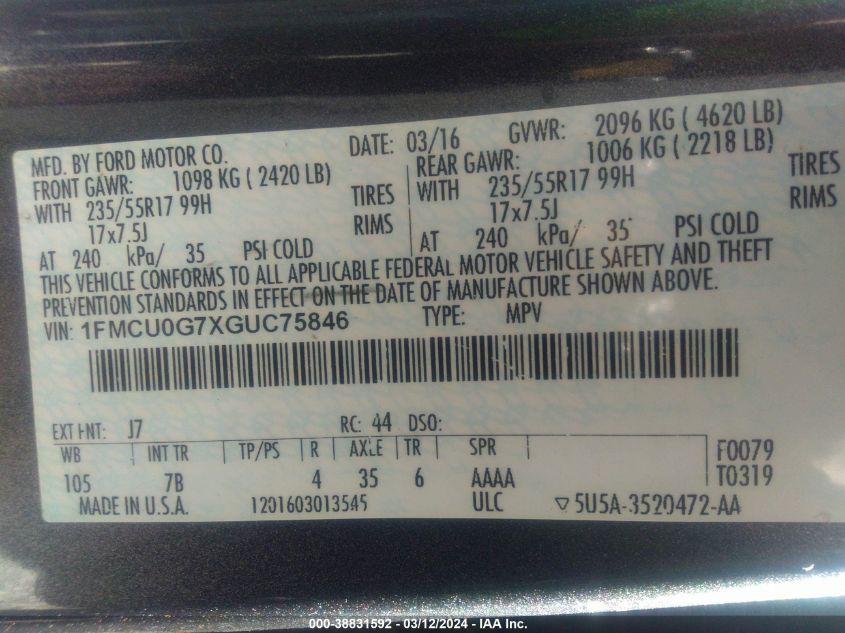 MFD. BY FORD MOTOR CO. DATE: 03/16 GVWR: 2096 KG ( 4620 LB)
FRONT GAWR: 1098 KG ( 2420 LB) REAR GAWR: 1006 KG ( 2218 LB)
WITH 235/55R17 99H TIRES WITH 235/55R17 99H TIRES
17x7.5J RIMS 17x7.5J RIMS
AT 240 kPa/ 35 PSI COLD AT 240 kPa/ 35 PSI COLD
THIS VEHICLE CONFORMS TO ALL APPLICABLE FEDERAL MOTOR VEHICLE SAFETY AND THEFT
PREVENTION STANDARDS IN EFFECT ON THE DATE OF MANUFACTURE SHOWN ABOVE.
VIN: 1FMCU0G7XGUC75846 TYPE: MPV
EXT PNT: J7 RC: 44 DSO:
WB INT TR TP/PS R AXLE TR SPR F0079
105 7B 4 35 6 AAAA T0319
MADE IN U.S.A. 1201603013545 ULC ▽5U5A-3520472-AA
000-38831592 - 03/12/2024 - IAA Inc.